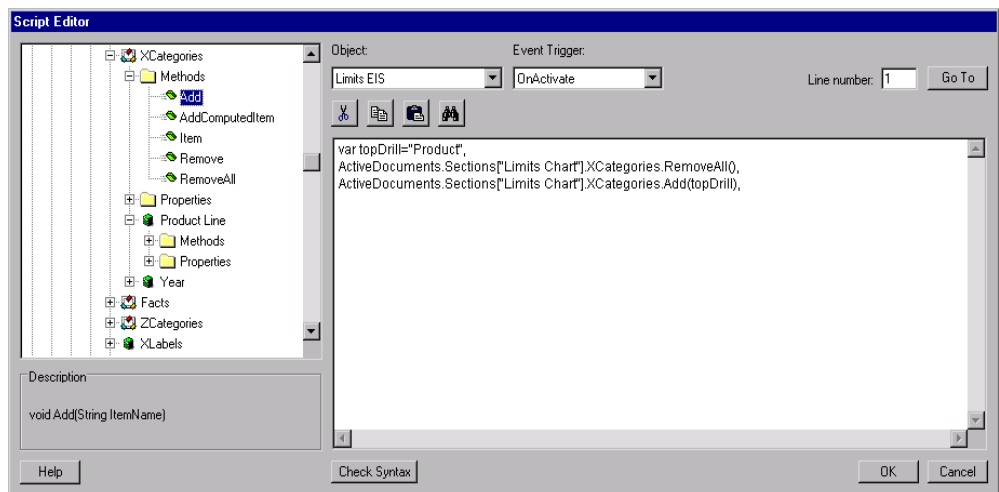 Script Editor
XCategories
Methods
Add
AddComputedItem
Item
Remove
RemoveAll
Properties
Product Line
Methods
Properties
Year
Facts
ZCategories
XLabels
Description
void Add(String ItemName)
Object:
Event Trigger:
Limits EIS
OnActivate
Line number:
1
Go To
var topDrill="Product",
ActiveDocuments.Sections["Limits Chart"].XCategories.RemoveAll(),
ActiveDocuments.Sections["Limits Chart"].XCategories.Add(topDrill),
Help
Check Syntax
OK
Cancel